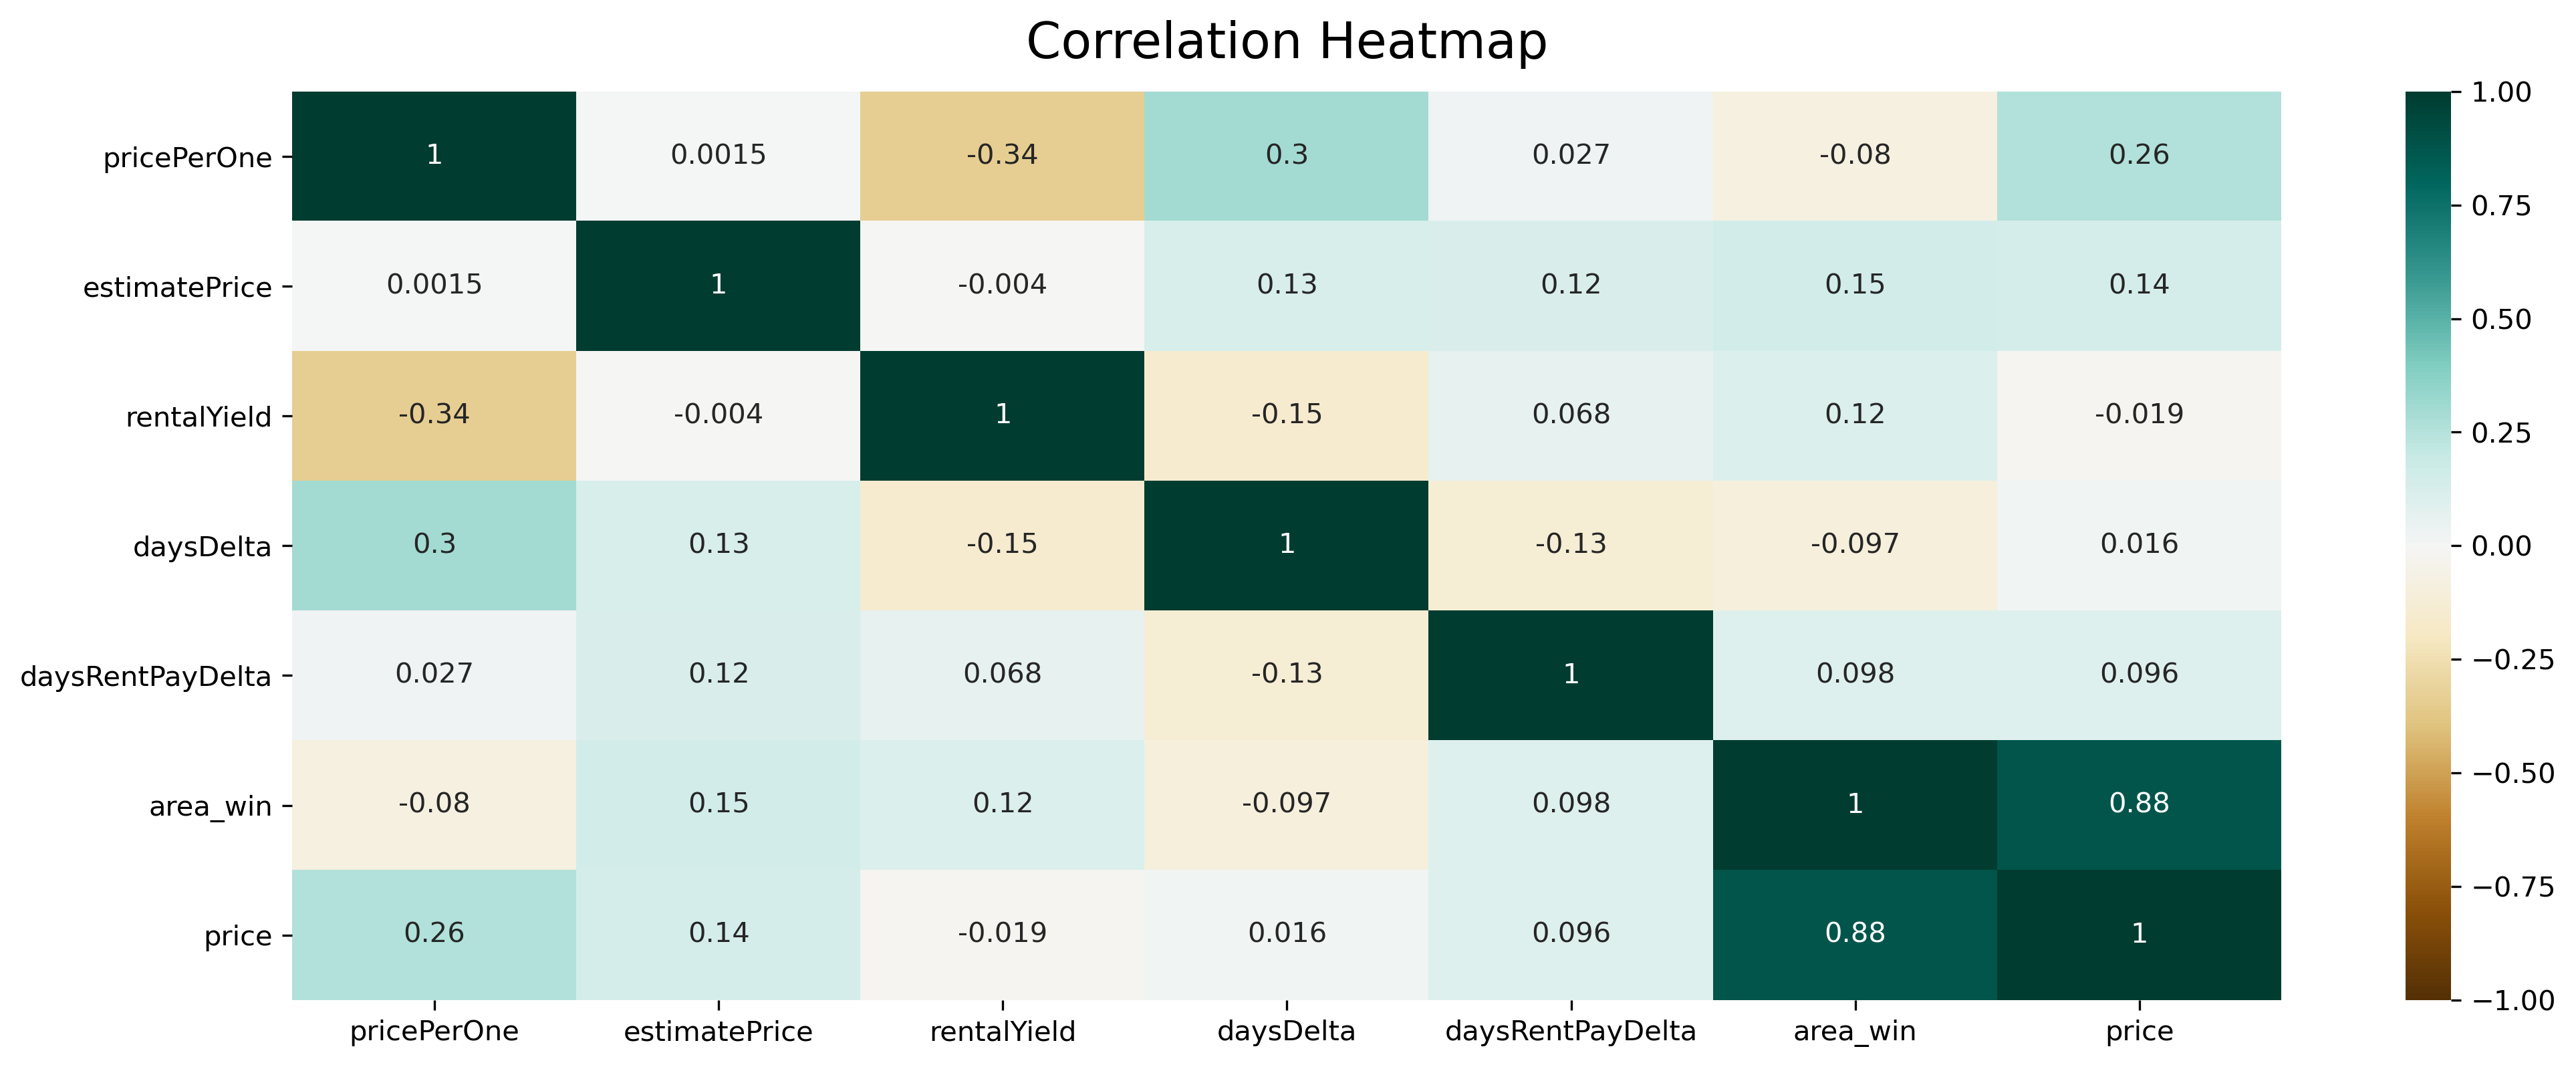 Correlation Heatmap
pricePerOne 1 0.0015 -0.34 0.3 0.027 -0.08 0.26
estimatePrice 0.0015 1 -0.004 0.13 0.12 0.15 0.14
rentalYield -0.34 -0.004 1 -0.15 0.068 0.12 -0.019
daysDelta 0.3 0.13 -0.15 1 -0.13 -0.097 0.016
daysRentPayDelta 0.027 0.12 0.068 -0.13 1 0.098 0.096
area_win -0.08 0.15 0.12 -0.097 0.098 1 0.88
price 0.26 0.14 -0.019 0.016 0.096 0.88 1
pricePerOne estimatePrice rentalYield daysDelta daysRentPayDelta area_win price
1.00
0.75
0.50
0.25
0.00
−0.25
−0.50
−0.75
−1.00